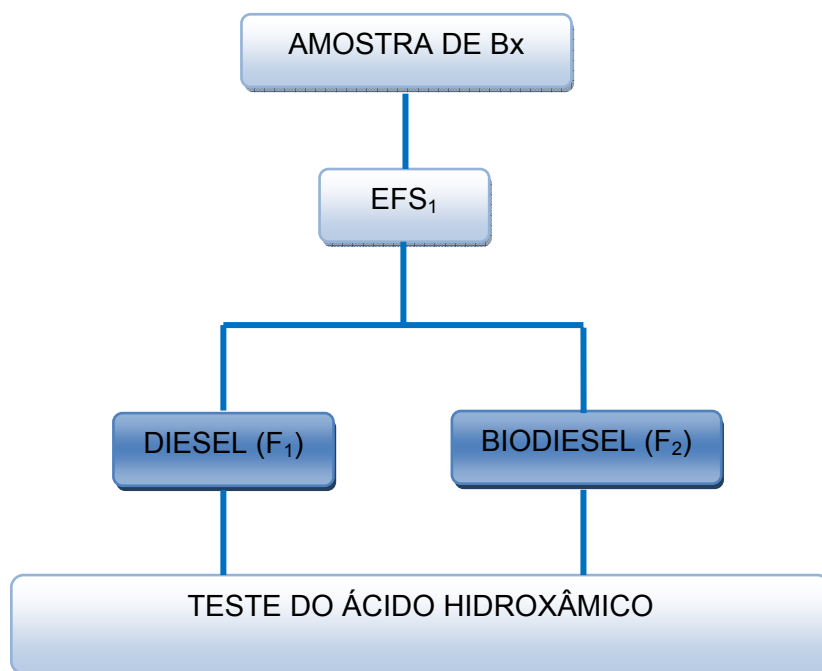 AMOSTRA DE Bx
EFS₁
DIESEL (F₁)
BIODIESEL (F₂)
TESTE DO ÁCIDO HIDROXÂMICO